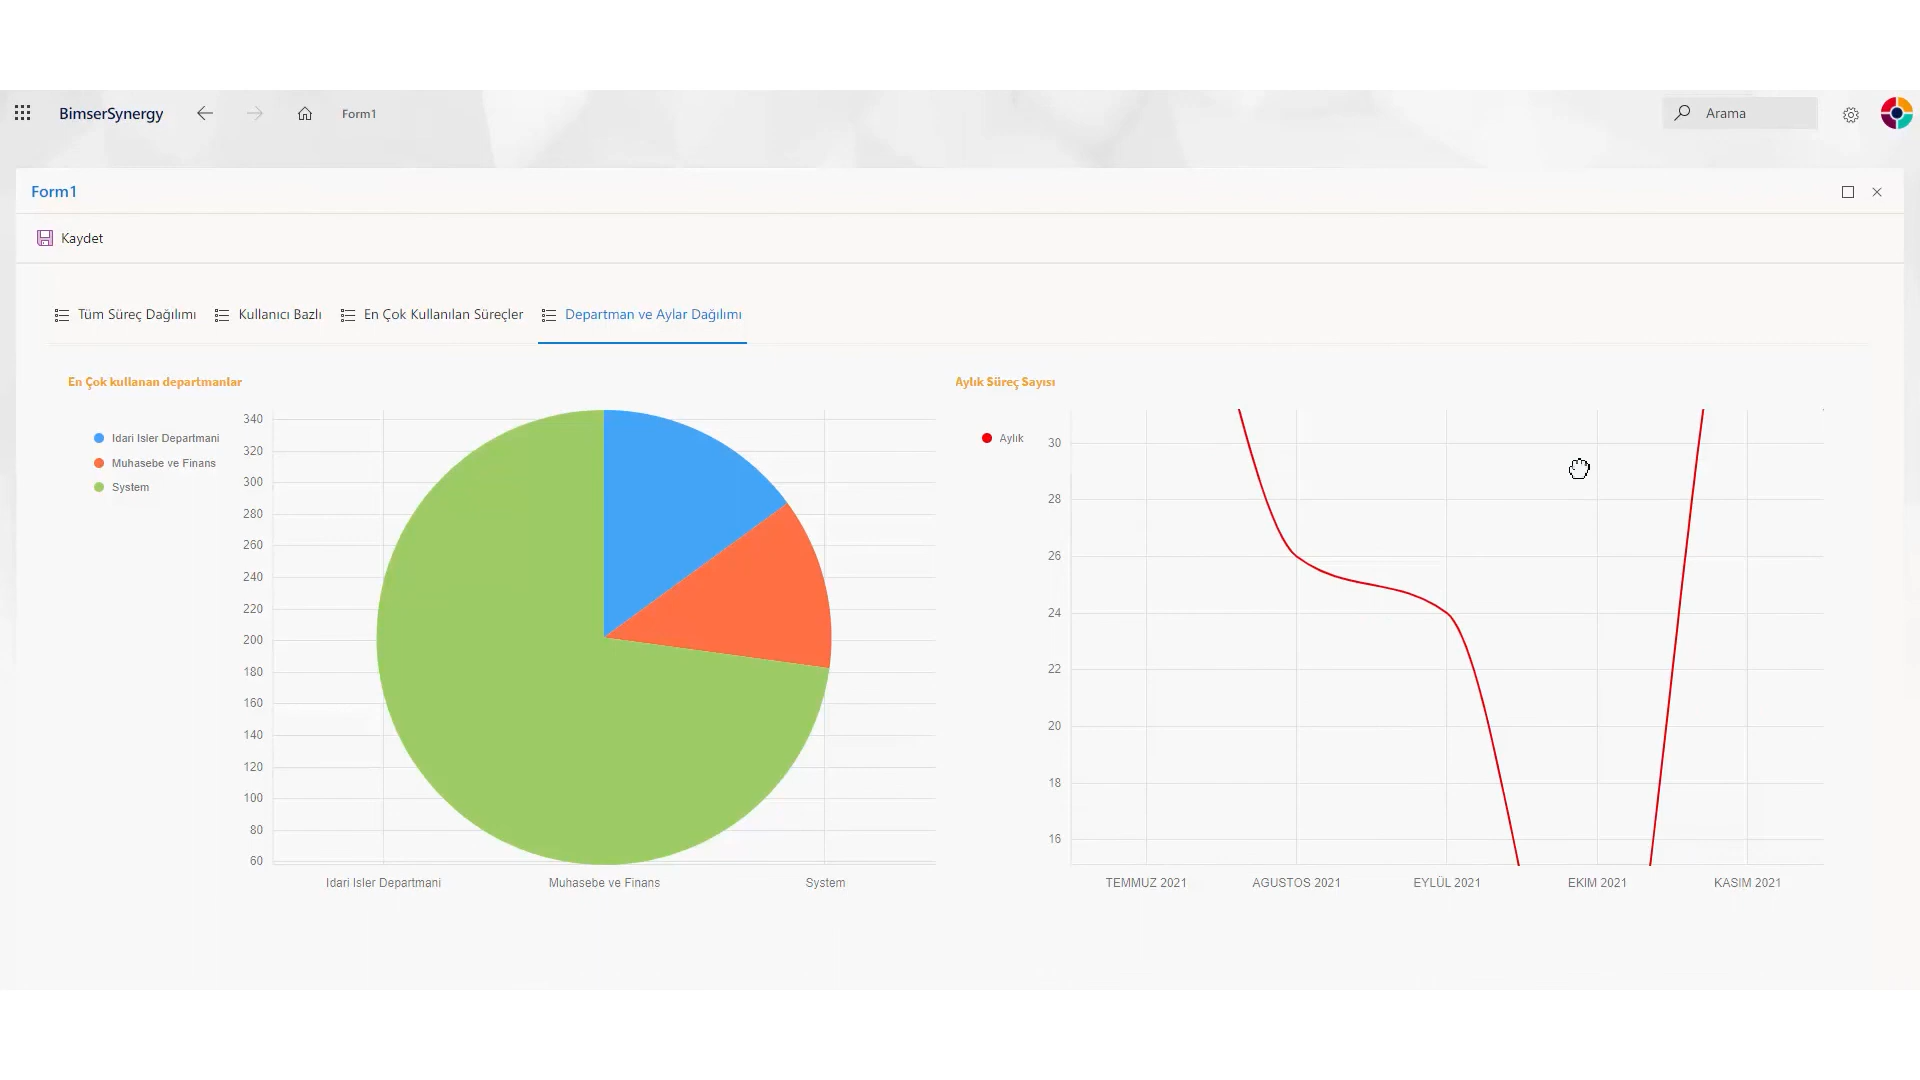 BimserSynergy
Form1
Arama
Form1
Kaydet
Tüm Süreç Dağılımı
Kullanıcı Bazlı
En Çok Kullanılan Süreçler
Departman ve Aylar Dağılımı
En Çok kullanan departmanlar
Idari Isler Departmani
Muhasebe ve Finans
System
340
320
300
280
260
240
220
200
180
160
140
120
100
80
60
Idari Isler Departmani
Muhasebe ve Finans
System
Aylık Süreç Sayısı
Aylık
30
28
26
24
22
20
18
16
TEMMUZ 2021
AGUSTOS 2021
EYLÜL 2021
EKIM 2021
KASIM 2021